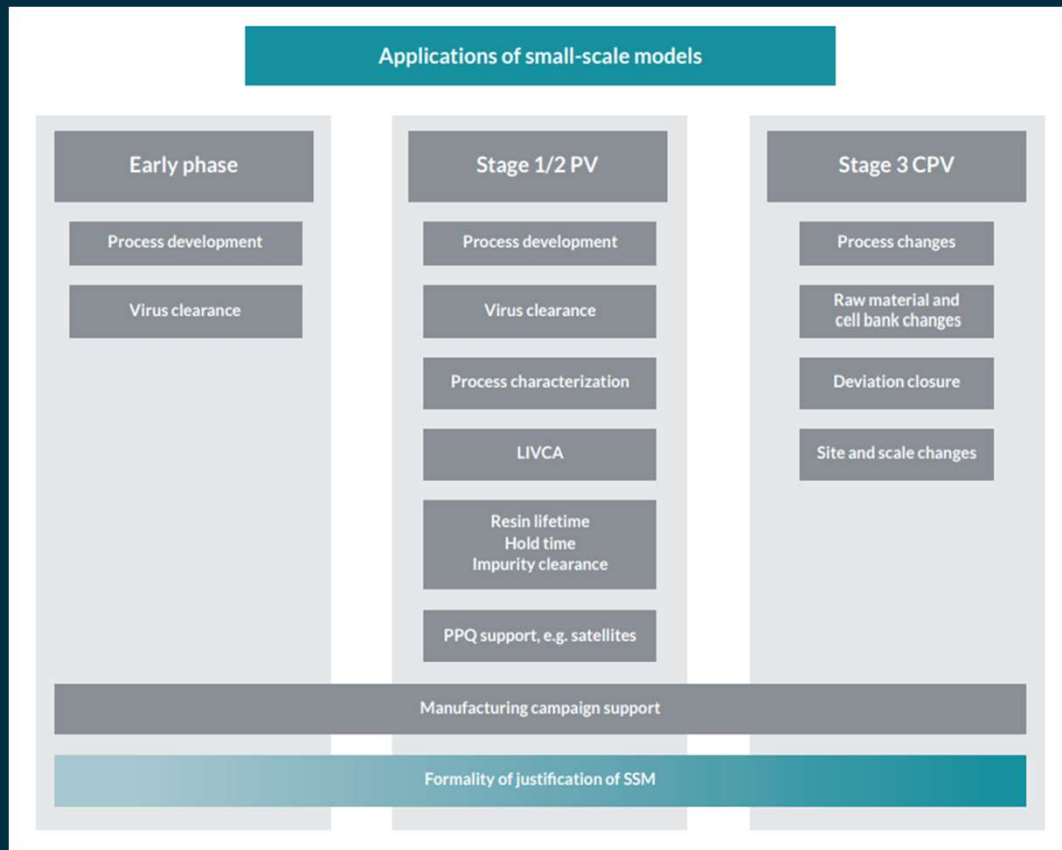 Applications of small-scale models
Early phase
Process development
Virus clearance
Stage 1/2 PV
Process development
Virus clearance
Process characterization
LIVCA
Resin lifetime
Hold time
Impurity clearance
PPQ support, e.g. satellites
Stage 3 CPV
Process changes
Raw material and
cell bank changes
Deviation closure
Site and scale changes
Manufacturing campaign support
Formality of justification of SSM